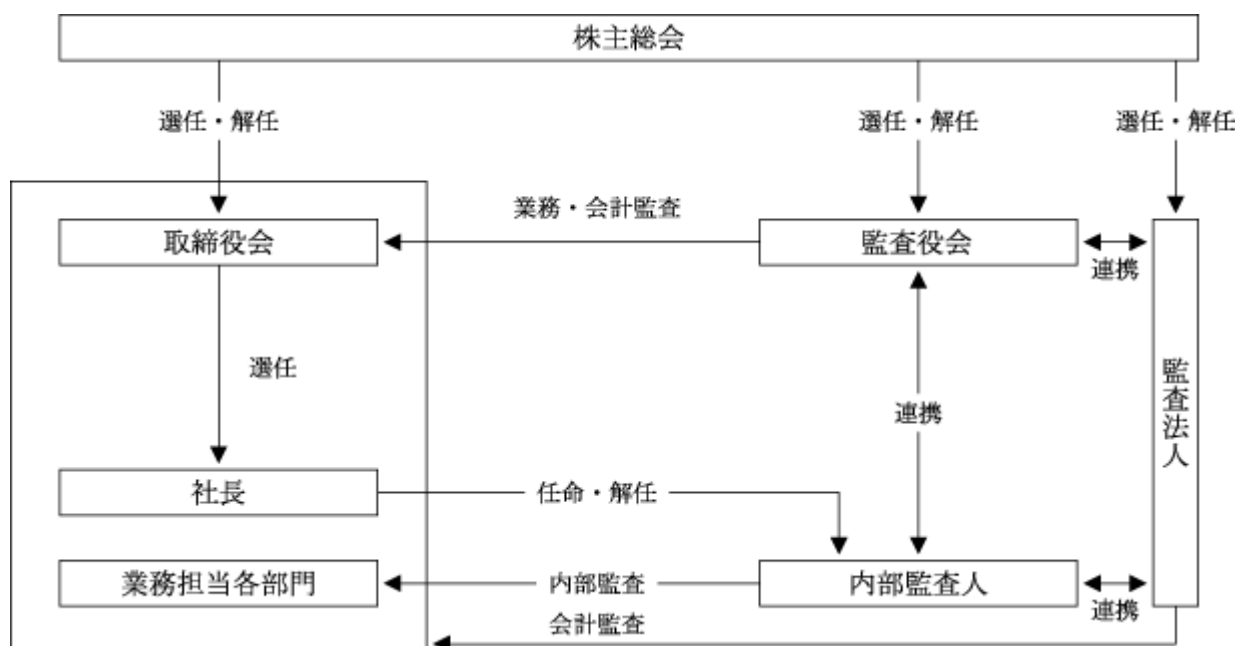 株主総会
選任・解任
選任・解任
選任・解任
業務・会計監査
取締役会
監査役会
連携
選任
監査法人
連携
社長
任命・解任
業務担当各部門
内部監査
内部監査人
連携
会計監査